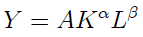 Y = AK^α L^β